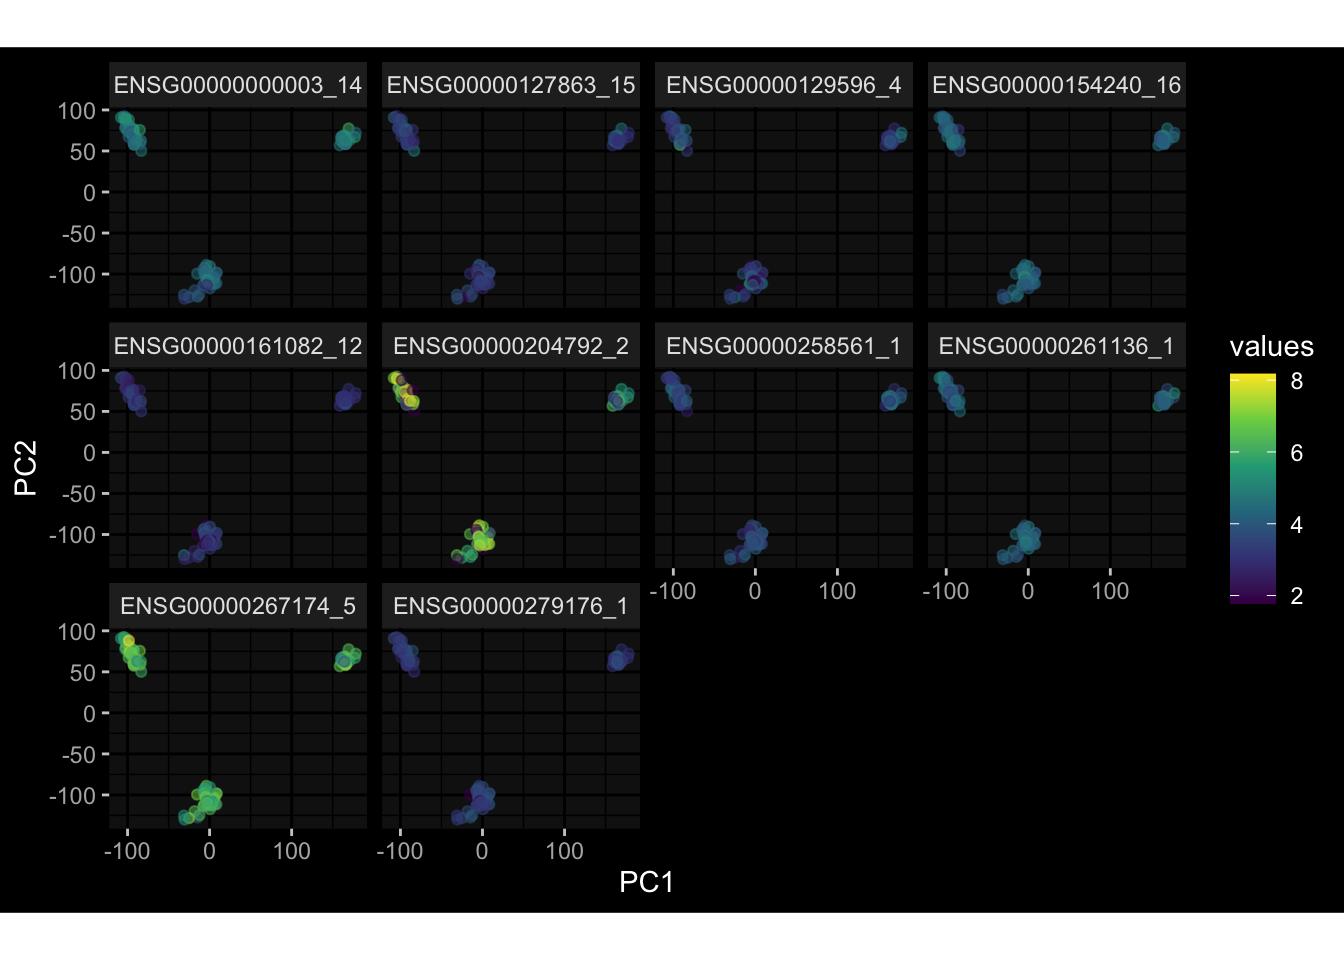 ENSG00000000003_14 ENSG00000127863_15 ENSG00000129596_4 ENSG00000154240_16
100
50
0
-50
-100
ENSG00000161082_12 ENSG00000204792_2 ENSG00000258561_1 ENSG00000261136_1
100
50
0
-50
-100
-100 0 100 -100 0 100
ENSG00000267174_5 ENSG00000279176_1
100
50
0
-50
-100
-100 0 100 -100 0 100
PC1
PC2
values
8
6
4
2